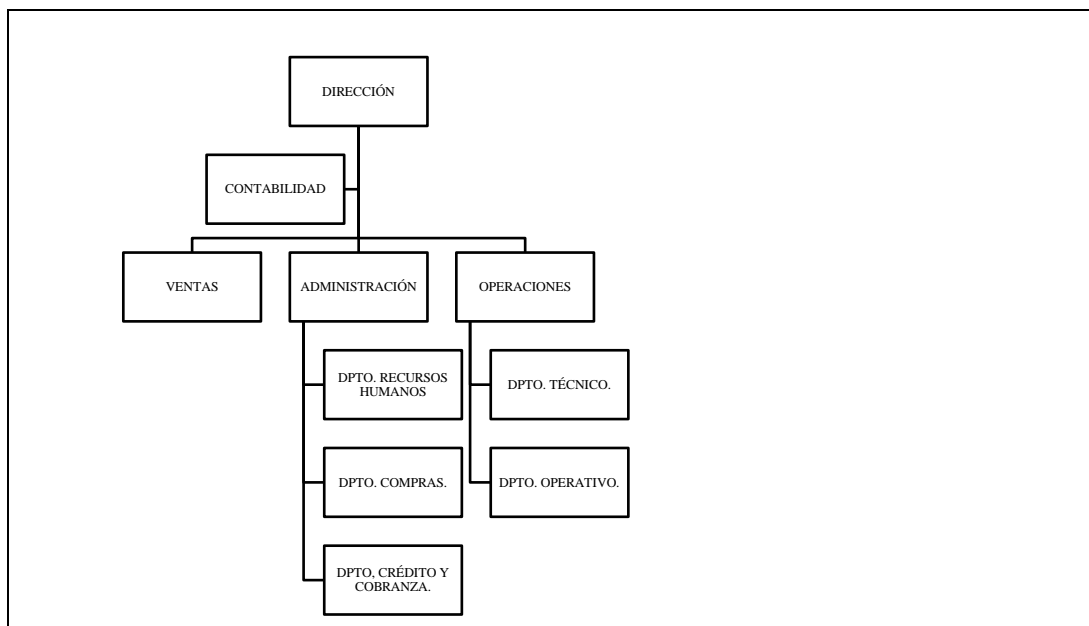 DIRECCIÓN
CONTABILIDAD
VENTAS
ADMINISTRACIÓN
OPERACIONES
DPTO. RECURSOS
HUMANOS
DPTO. TÉCNICO.
DPTO. COMPRAS.
DPTO. OPERATIVO.
DPTO, CRÉDITO Y
COBRANZA.